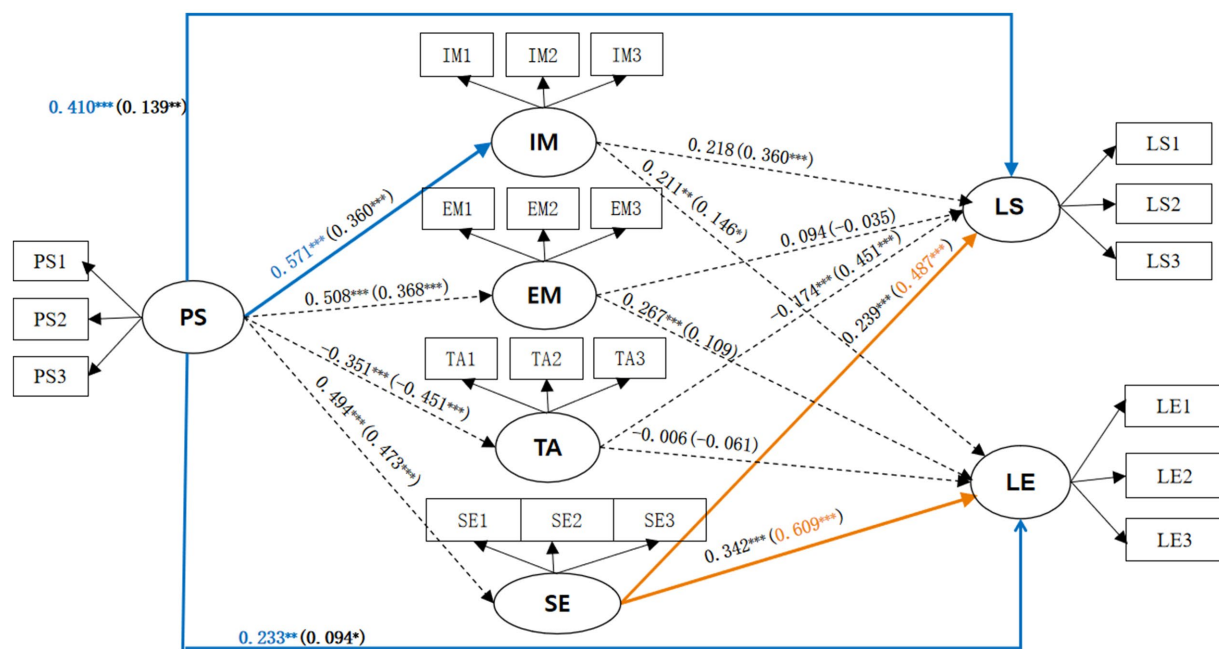 IM1 IM2 IM3
0.410***(0.139**)
IM
0.218(0.360***)
LS1
0.211**(0.146*)
LS2
LS
LS3
EM1 EM2 EM3
0.571***(0.360***)
0.094(-0.035)
-0.174***(0.451***)
PS1
PS2
PS3
PS
0.508***(0.368***)
EM
0.267***(0.109)
0.239***(0.487***)
TA1 TA2 TA3
-0.351***(-0.451***)
0.494***(0.473***)
TA
-0.006(-0.061)
LE1
LE2
LE3
LE
SE1 SE2 SE3
0.342***(0.609***)
SE
0.233**(0.094*)